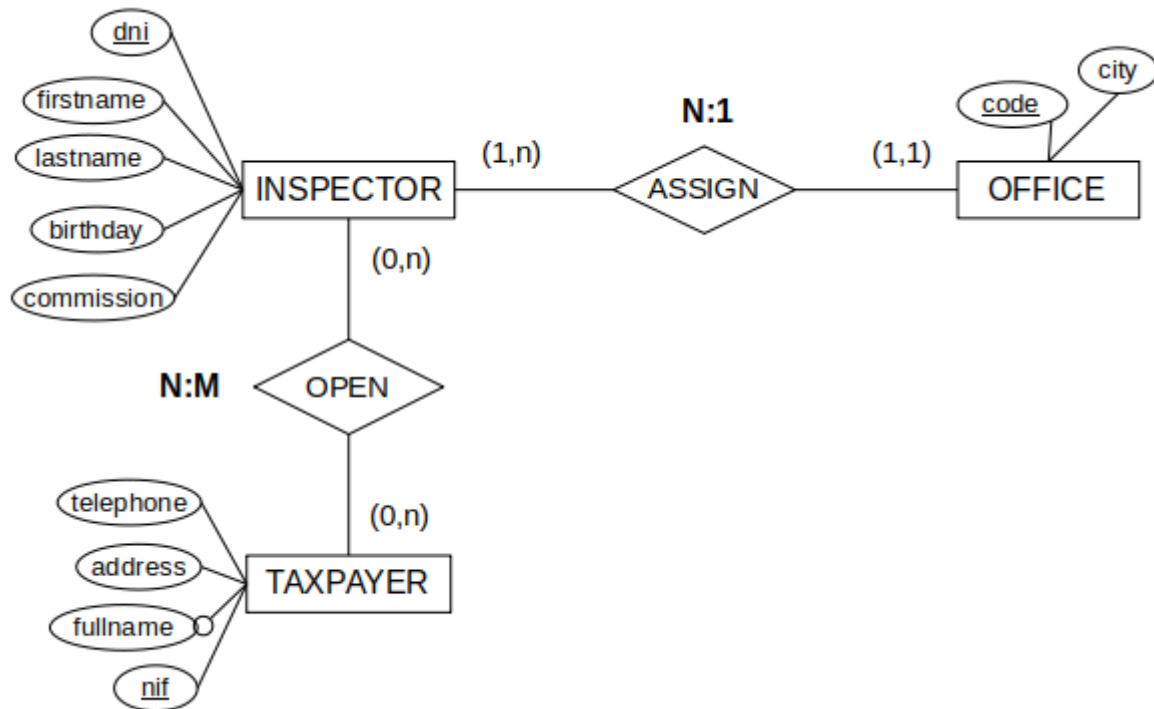 dni
firstname
lastname
birthday
commission
INSPECTOR
(1,n)
N:1
ASSIGN
(1,1)
code
city
OFFICE
(0,n)
N:M
OPEN
(0,n)
telephone
address
fullname
nif
TAXPAYER